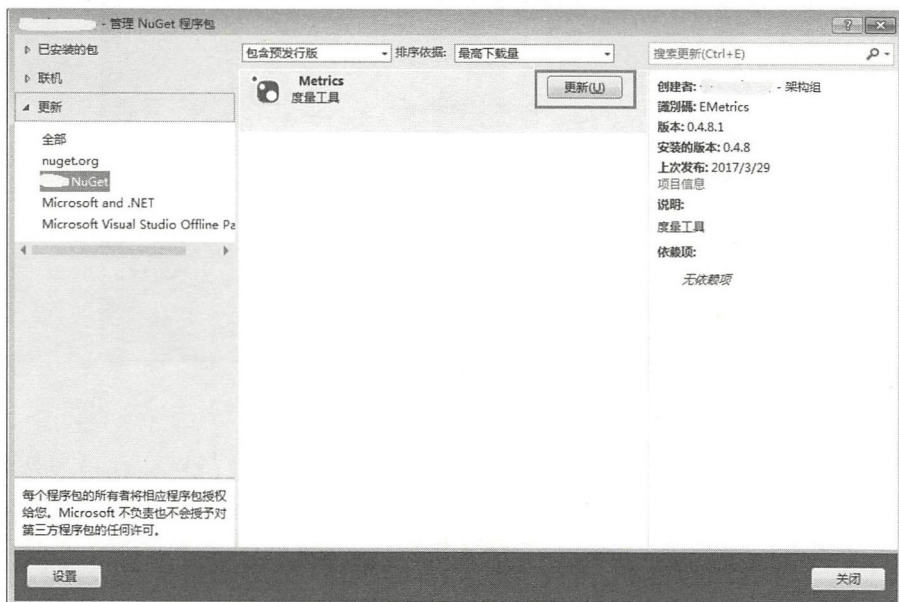 - 管理 NuGet 程序包
已安装的包
联机
更新
全部
nuget.org
NuGet
Microsoft and .NET
Microsoft Visual Studio Offline Pa
每个程序包的所有者将相应程序包授权
给您。Microsoft 不负责也不会授予对
第三方程序包的任何许可。
设置
包含预发行版
排序依据: 最高下载量
Metrics
度量工具
更新(U)
搜索更新(Ctrl+E)
创建者: - 架构组
識別碼: EMetrics
版本: 0.4.8.1
安装的版本: 0.4.8
上次发布: 2017/3/29
项目信息
说明:
度量工具
依赖项:
无依赖项
关闭